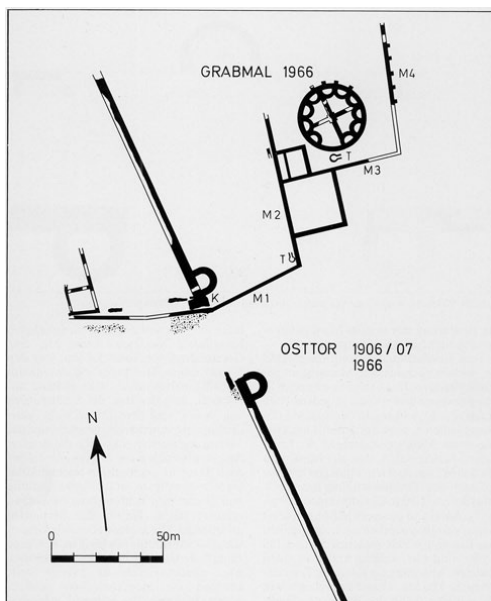 GRABMAL 1966
M4
T
M3
M2
T
K
M1
OSTTOR 1906 / 07
1966
N
0 50m